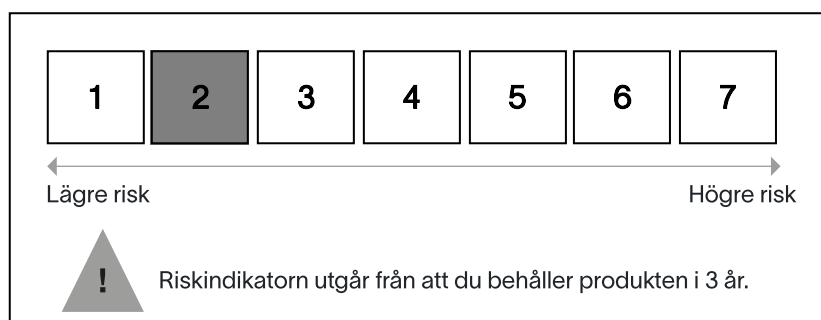 1 2 3 4 5 6 7
Lägre risk Högre risk
! Riskindikatorn utgår från att du behåller produkten i 3 år.